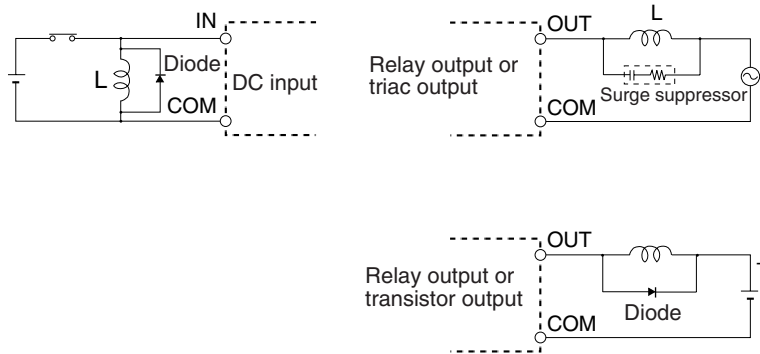 IN
L
Diode
DC input
COM
OUT
L
Relay output or
triac output
Surge suppressor
COM
OUT
Relay output or
transistor output
Diode
COM